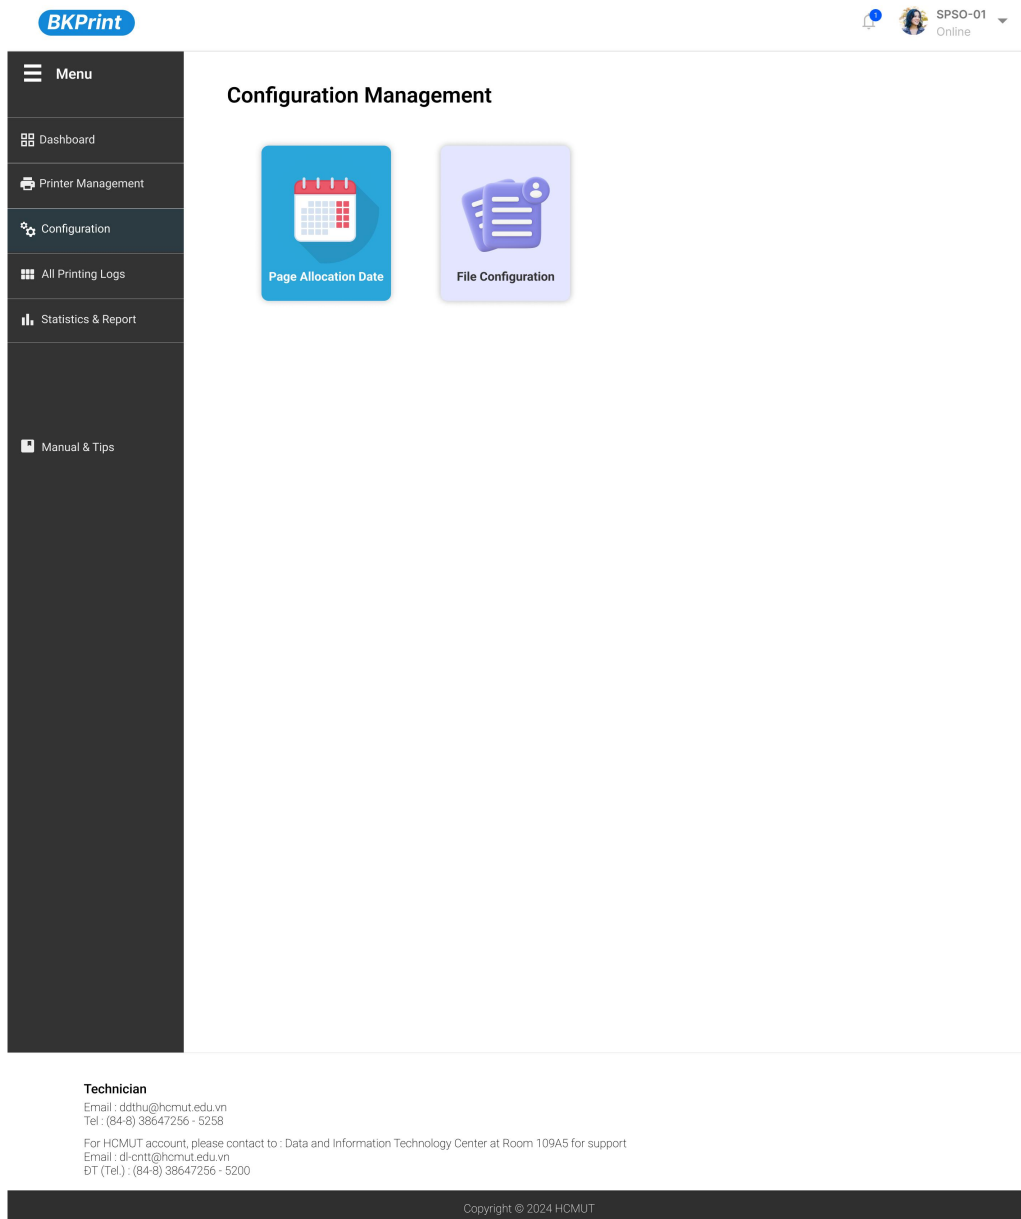 BKPrint
1
SPSO-01
Online
Menu
Configuration Management
Dashboard
Printer Management
Configuration
All Printing Logs
Statistics & Report
Manual & Tips
Page Allocation Date
File Configuration
Technician
Email : ddthu@hcmut.edu.vn
Tel : (84-8) 38647256 - 5258
For HCMUT account, please contact to : Data and Information Technology Center at Room 109A5 for support
Email : dl-cntt@hcmut.edu.vn
ĐT (Tel.) : (84-8) 38647256 - 5200
Copyright © 2024 HCMUT